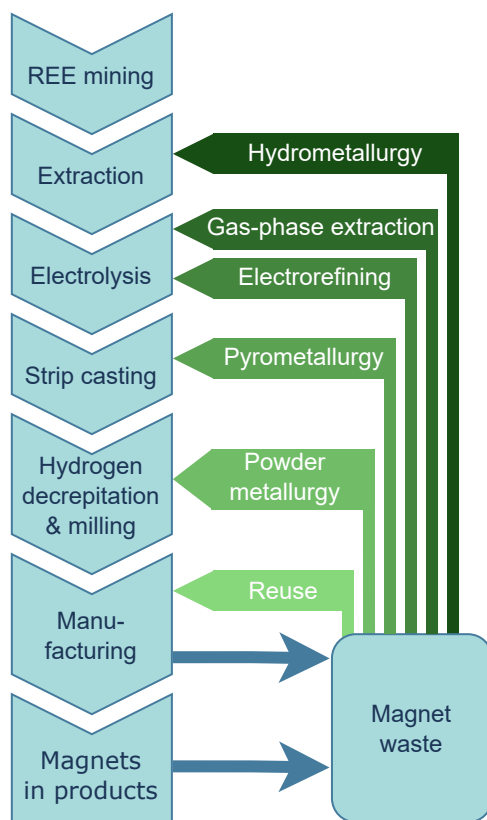 REE mining
Hydrometallurgy
Extraction
Gas-phase extraction
Electrolysis
Electrorefining
Pyrometallurgy
Strip casting
Powder
metallurgy
Hydrogen
decrepitation
& milling
Reuse
Manu-
facturing
Magnet
waste
Magnets
in products